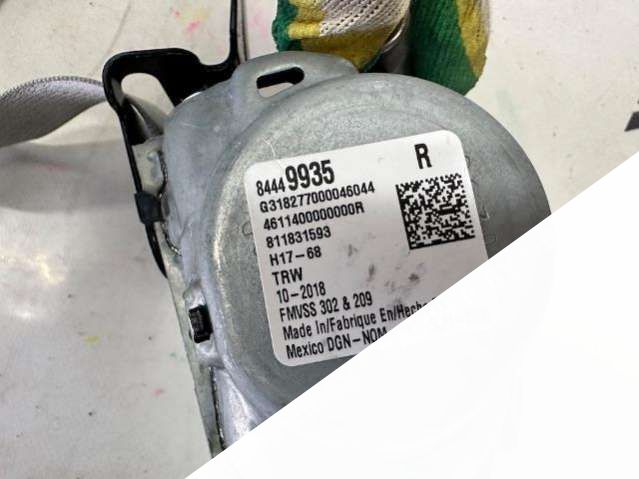 84449935 R
G318277000046044
4611400000000R
811831593
H17-68
TRW
10-2018
FMVSS 302 & 209
Made In/Fabrique En/Hecho
Mexico DGN-NOM